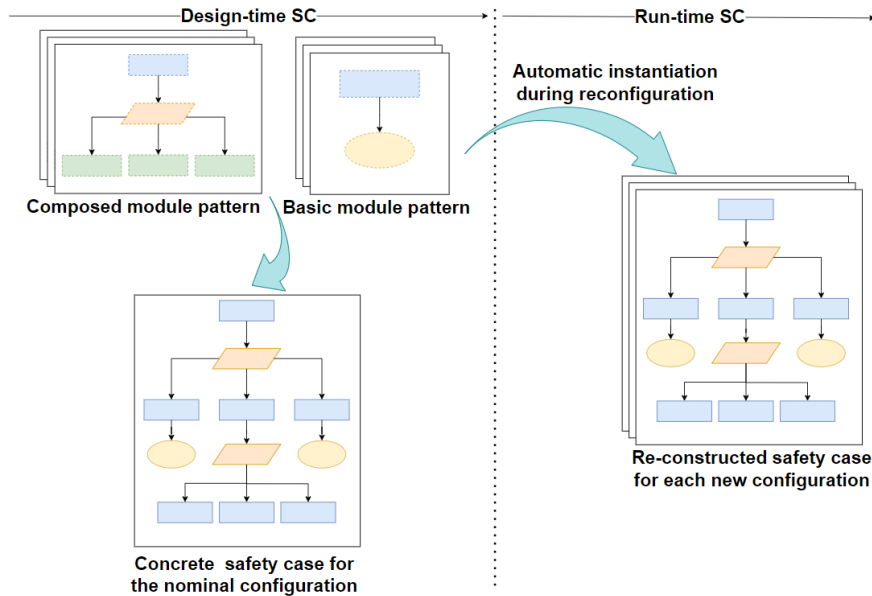 Design-time SC
Run-time SC
Automatic instantiation
during reconfiguration
Composed module pattern
Basic module pattern
Re-constructed safety case
for each new configuration
Concrete safety case for
the nominal configuration